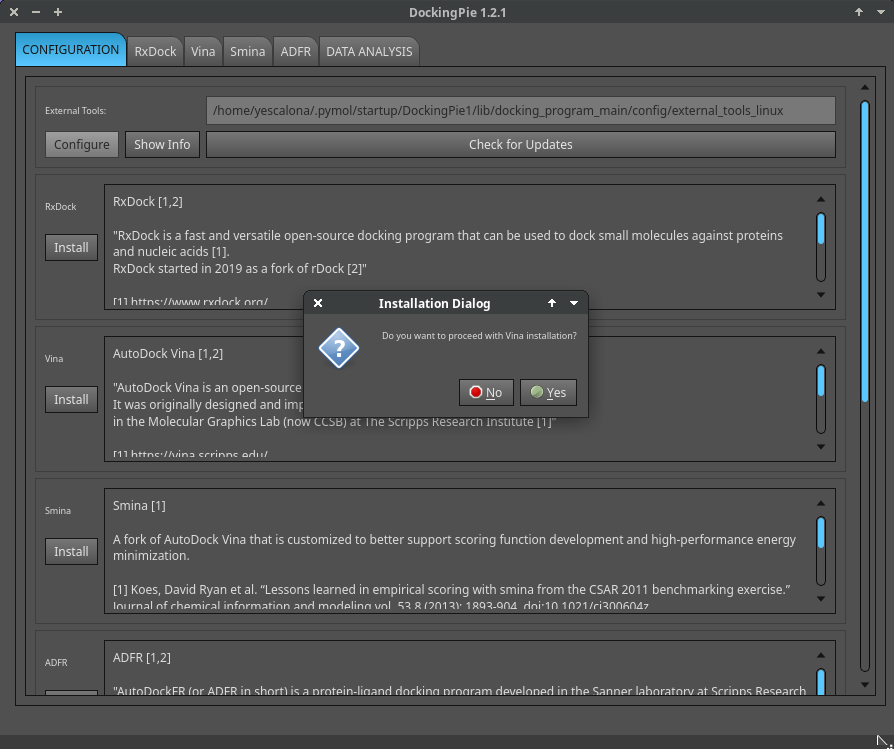 DockingPie 1.2.1
CONFIGURATION
RxDock
Vina
Smina
ADFR
DATA ANALYSIS
External Tools:
/home/yescalona/.pymol/startup/DockingPie1/lib/docking_program_main/config/external_tools_linux
Configure
Show Info
Check for Updates
RxDock
Install
RxDock [1,2]
"RxDock is a fast and versatile open-source docking program that can be used to dock small molecules against proteins
and nucleic acids [1].
RxDock started in 2019 as a fork of rDock [2]"
[1] https://www.rxdock.org/
Installation Dialog
Do you want to proceed with Vina installation?
No
Yes
Vina
Install
AutoDock Vina [1,2]
"AutoDock Vina is an open-source
It was originally designed and imp
in the Molecular Graphics Lab (now CCSB) at The Scripps Research Institute [1]"
[1] https://vina.scripps.edu/
Smina
Install
Smina [1]
A fork of AutoDock Vina that is customized to better support scoring function development and high-performance energy
minimization.
[1] Koes, David Ryan et al. “Lessons learned in empirical scoring with smina from the CSAR 2011 benchmarking exercise.”
Journal of chemical information and modeling vol. 53,8 (2013): 1893-904. doi:10.1021/ci300604z
ADFR
ADFR [1,2]
"AutoDockFR (or ADFR in short) is a protein-ligand docking program developed in the Sanner laboratory at Scripps Research